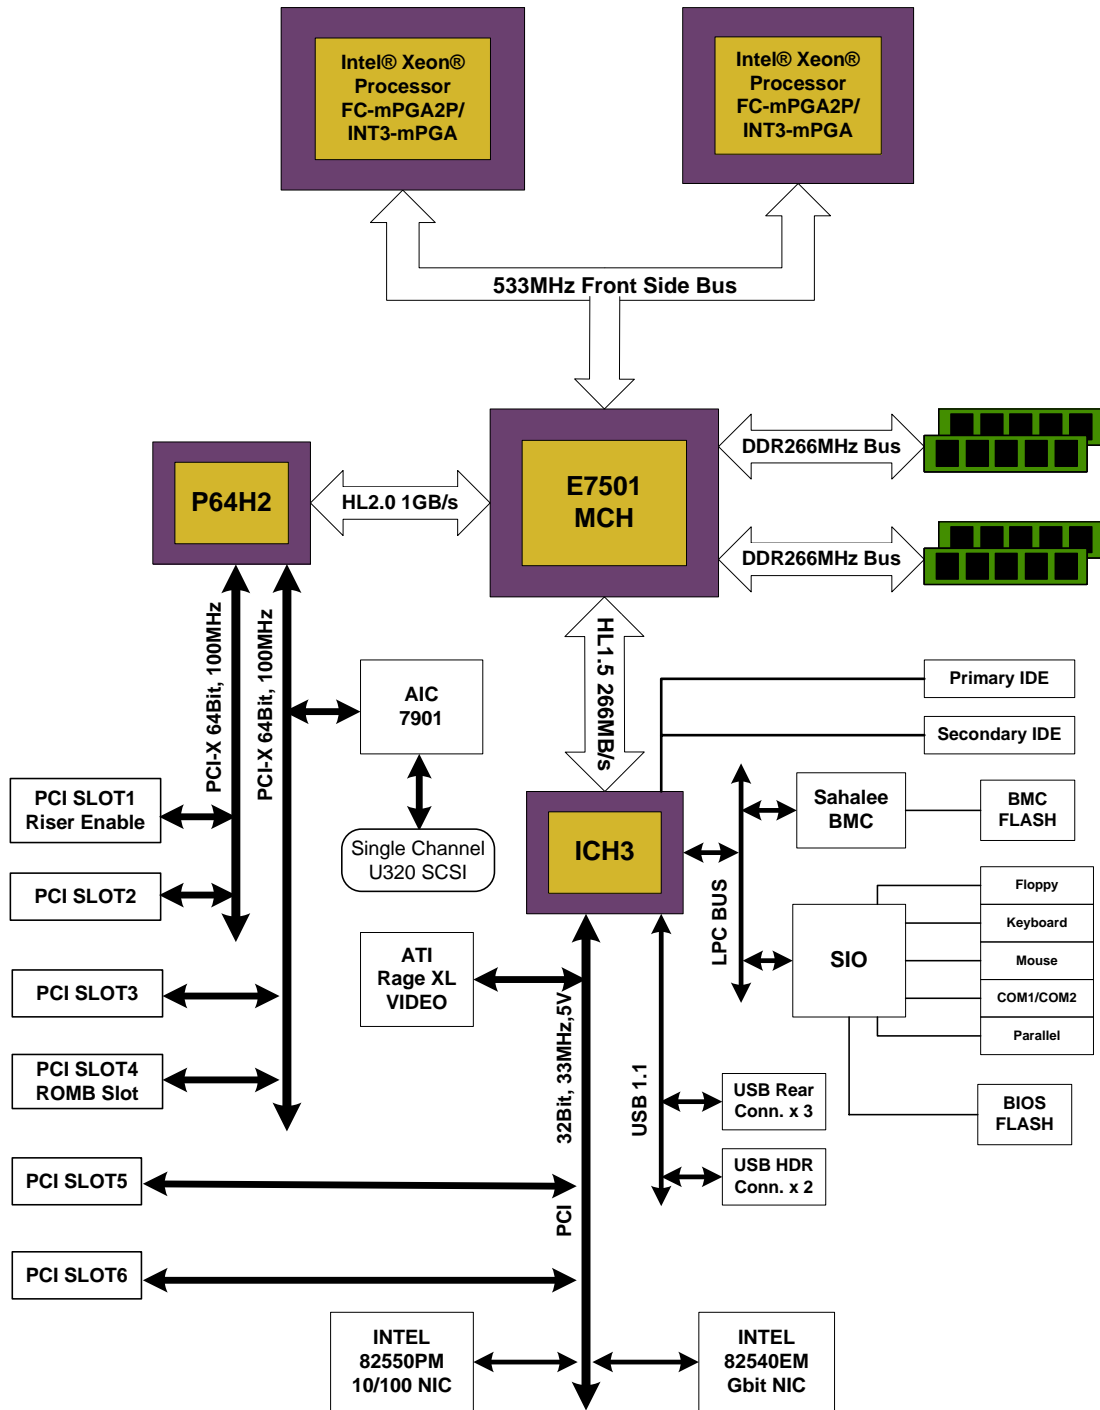 Intel® Xeon®
Processor
FC-mPGA2P/
INT3-mPGA
Intel® Xeon®
Processor
FC-mPGA2P/
INT3-mPGA
533MHz Front Side Bus
P64H2
HL2.0 1GB/s
E7501
MCH
DDR266MHz Bus
DDR266MHz Bus
PCI-X 64Bit, 100MHz
PCI-X 64Bit, 100MHz
HL1.5 266MB/s
AIC
7901
Single Channel
U320 SCSI
Primary IDE
Secondary IDE
PCI SLOT1
Riser Enable
PCI SLOT2
PCI SLOT3
PCI SLOT4
ROMB Slot
PCI SLOT5
PCI SLOT6
ICH3
LPC BUS
Sahalee
BMC
BMC
FLASH
SIO
Floppy
Keyboard
Mouse
COM1/COM2
Parallel
BIOS
FLASH
ATI
Rage XL
VIDEO
PCI 32Bit, 33MHz,5V
USB 1.1
USB Rear
Conn. x 3
USB HDR
Conn. x 2
INTEL
82550PM
10/100 NIC
INTEL
82540EM
Gbit NIC